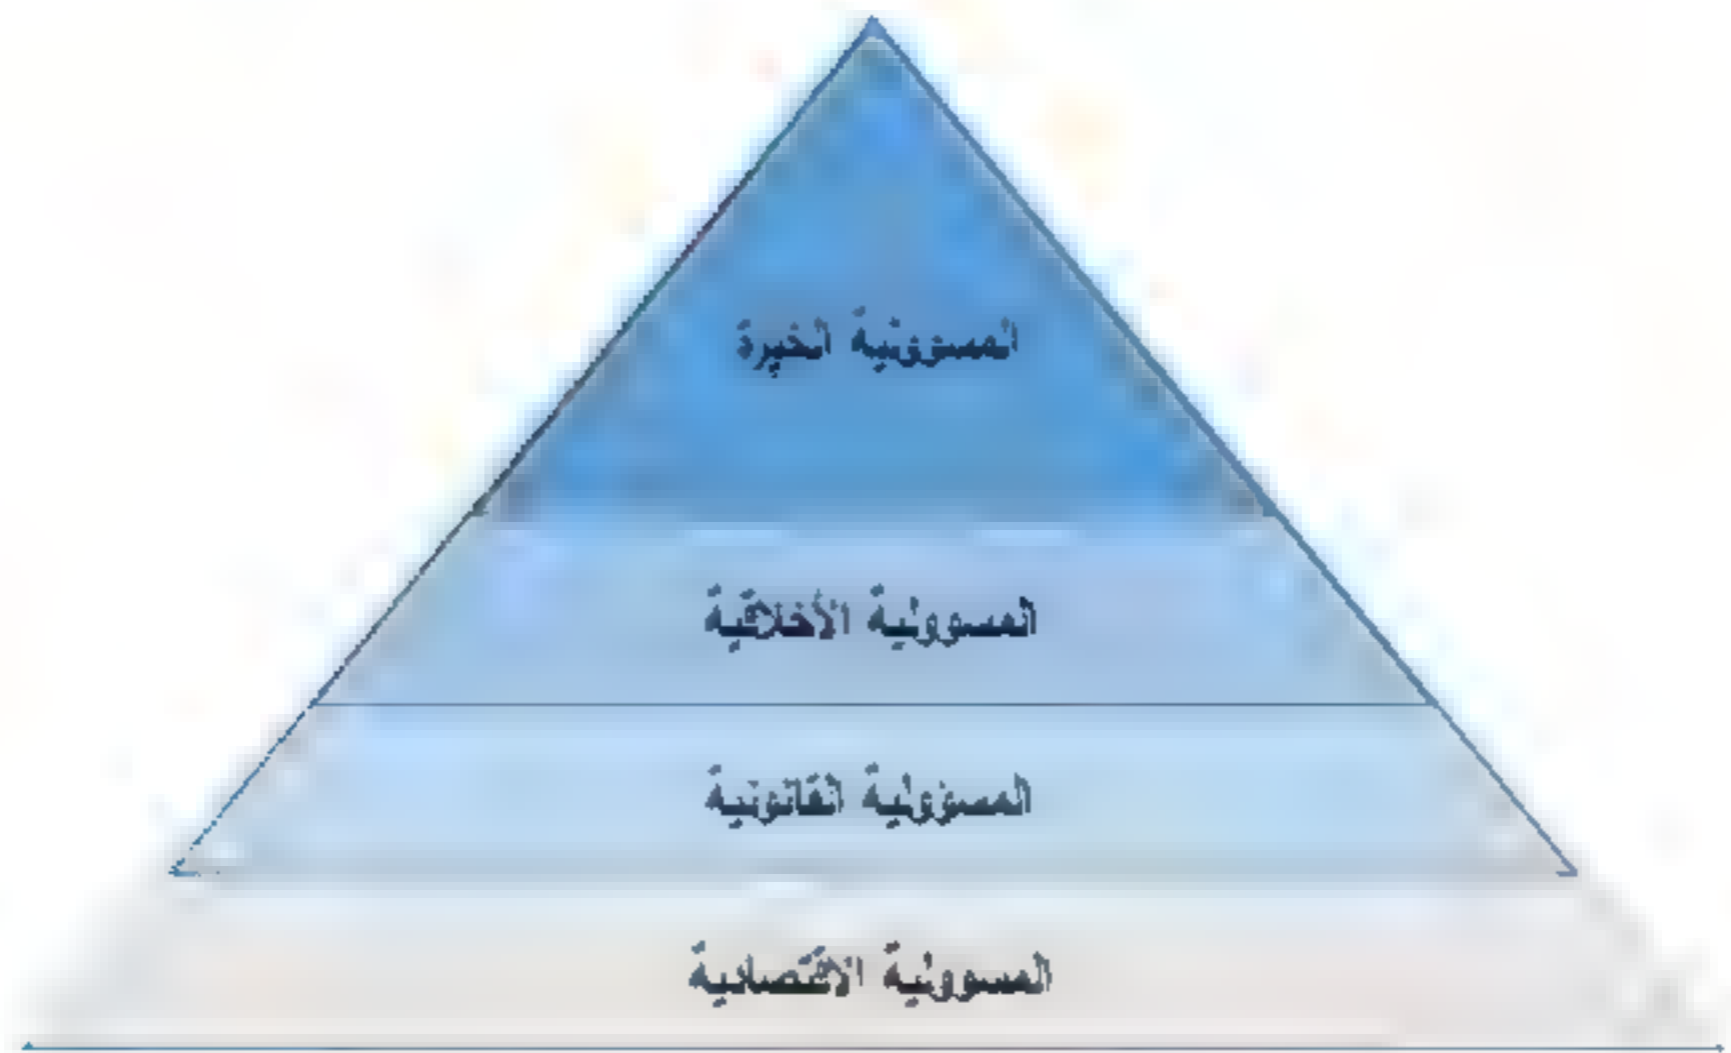 المسؤولية الخيرة
المسؤولية الأخلاقية
المسؤولية القانونية
المسؤولية الاقتصادية